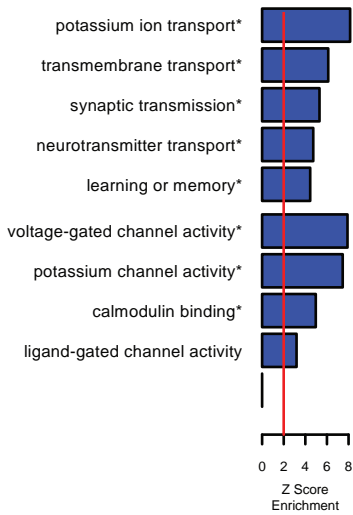 potassium ion transport*
transmembrane transport*
synaptic transmission*
neurotransmitter transport*
learning or memory*
voltage-gated channel activity*
potassium channel activity*
calmodulin binding*
ligand-gated channel activity
0 2 4 6 8
Z Score
Enrichment